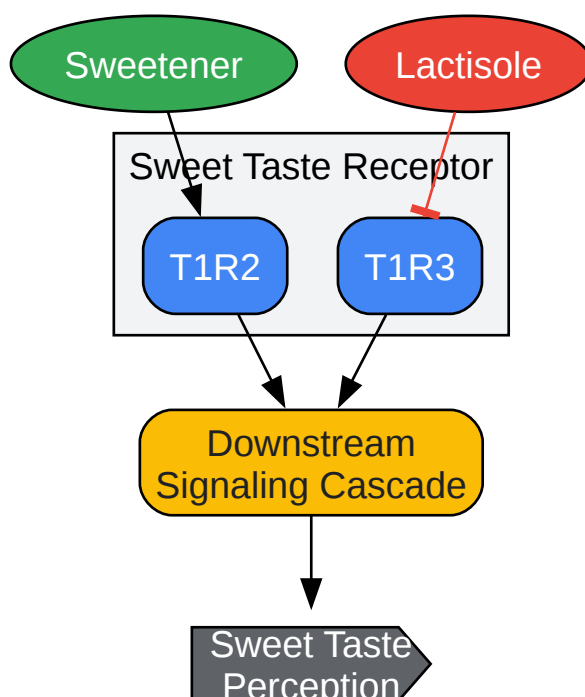 Sweetener
Lactisole
Sweet Taste Receptor
T1R2
T1R3
Downstream
Signaling Cascade
Sweet Taste
Perception